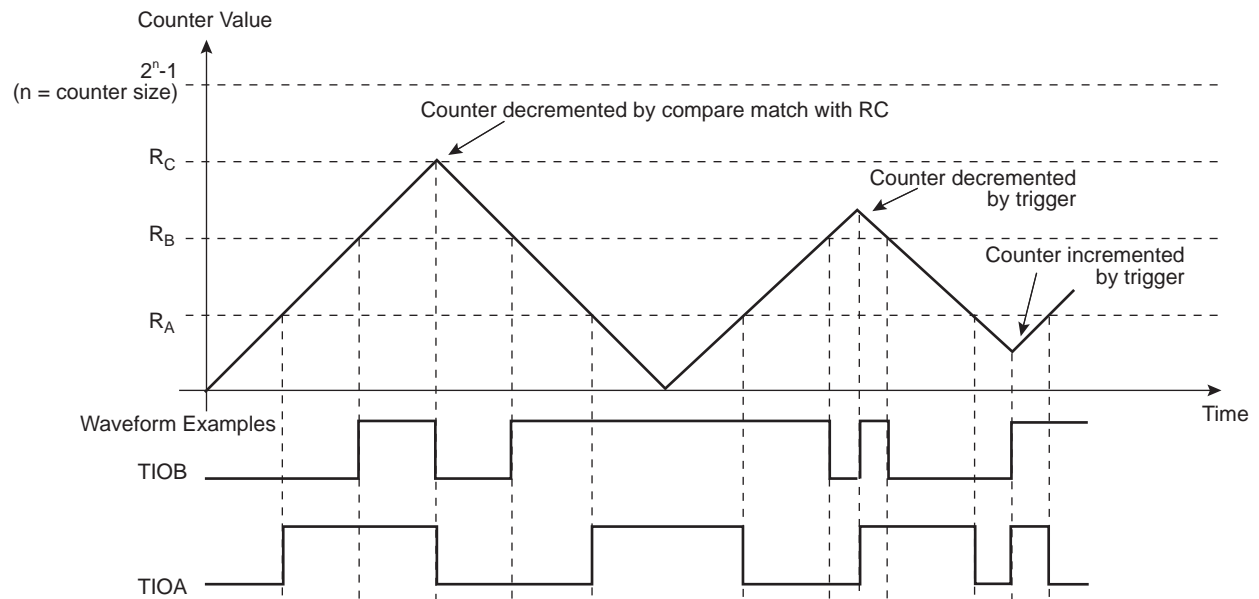 Counter Value
2ⁿ-1
(n = counter size)
Counter decremented by compare match with RC
R_C
Counter decremented
by trigger
R_B
Counter incremented
by trigger
R_A
Time
Waveform Examples
TIOB
TIOA